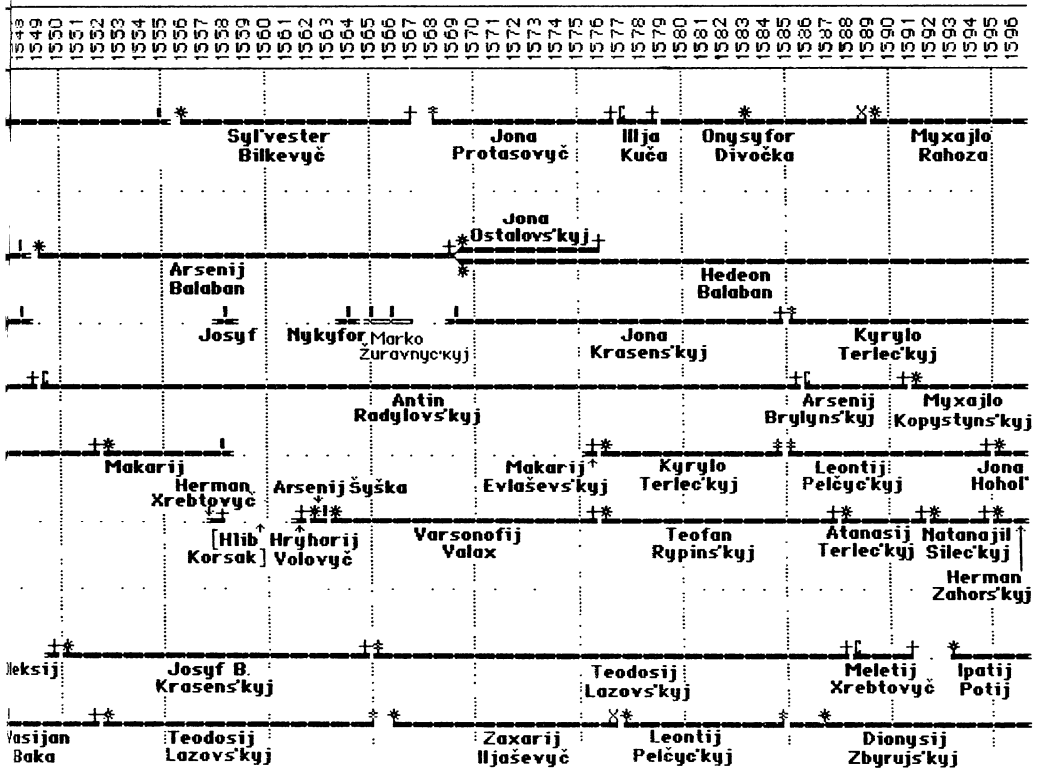 1548 1549 1550 1551 1552 1553 1554 1555 1556 1557 1558 1559 1560 1561 1562 1563 1564 1565 1566 1567 1568 1569 1570 1571 1572 1573 1574 1575 1576 1577 1578 1579 1580 1581 1582 1583 1584 1585 1586 1587 1588 1589 1590 1591 1592 1593 1594 1595 1596
Syl'vester Jona Illja Onysyfor Myxajlo
Bilkevyč Protasovyč Kuča Divočka Rahoza
Jona
Ostalovs'kyj
Arsenij Hedeon
Balaban Balaban
Josyf Nykyfor Marko Jona Kyrylo
Žuravnyc'kyj Krasens'kyj Terlec'kyj
Antin Arsenij Myxajlo
Radylovs'kyj Brylyns'kyj Kopystyns'kyj
Makarij Makarij Kyrylo Leontij Jona
Evlaševs'kyj Terlec'kyj Pelčyc'kyj Hohol'
Herman Arsenij Šyška
Xrebtovyč
[Hlib Hryhorij Varsonofij Teofan Atanasij Natanajil
Korsak] Volovyč Valax Rypins'kyj Terlec'kyj Silec'kyj
Herman
Zahors'kyj
leksij Josyf B. Teodosij Meletij Ipatij
Krasens'kyj Lazovs'kyj Xrebtovyč Potij
Vasijan Teodosij Zaxarij Leontij Dionysij
Baka Lazovs'kyj Iljaševyč Pelčyc'kyj Zbyrujs'kyj